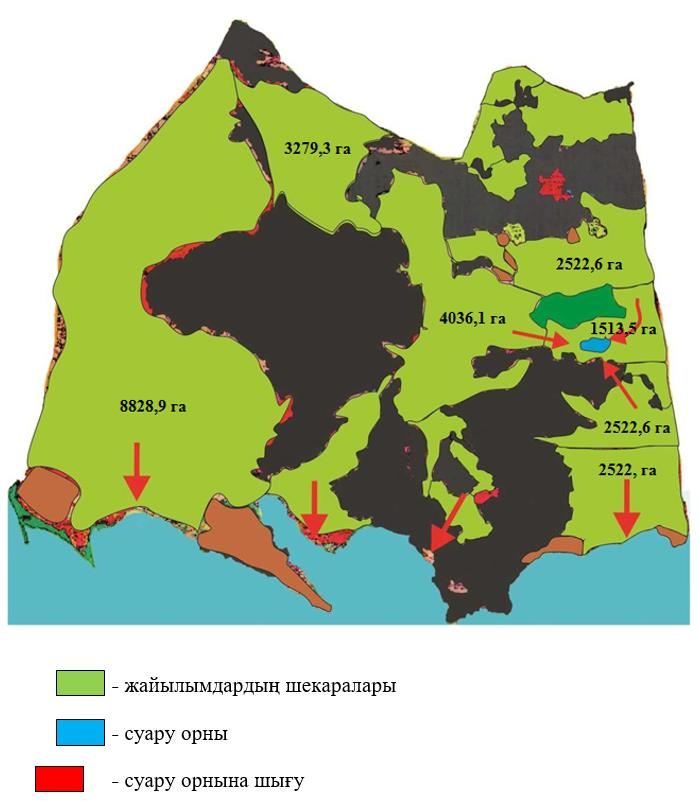 3279,3 га
2522,6 га
4036,1 га
1513,5 га
8828,9 га
2522,6 га
2522, га
- жайылымдардың шекаралары
- суару орны
- суару орнына шығу